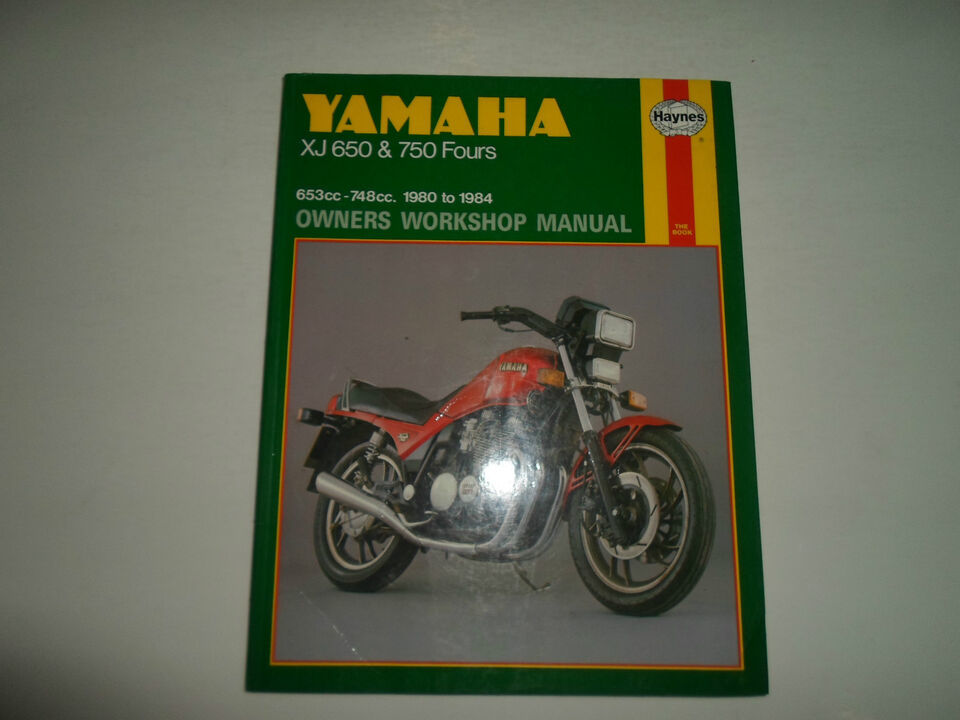 YAMAHA
XJ 650 & 750 Fours
653cc - 748cc. 1980 to 1984
OWNERS WORKSHOP MANUAL
Haynes
®
THE
BOOK
YAMAHA